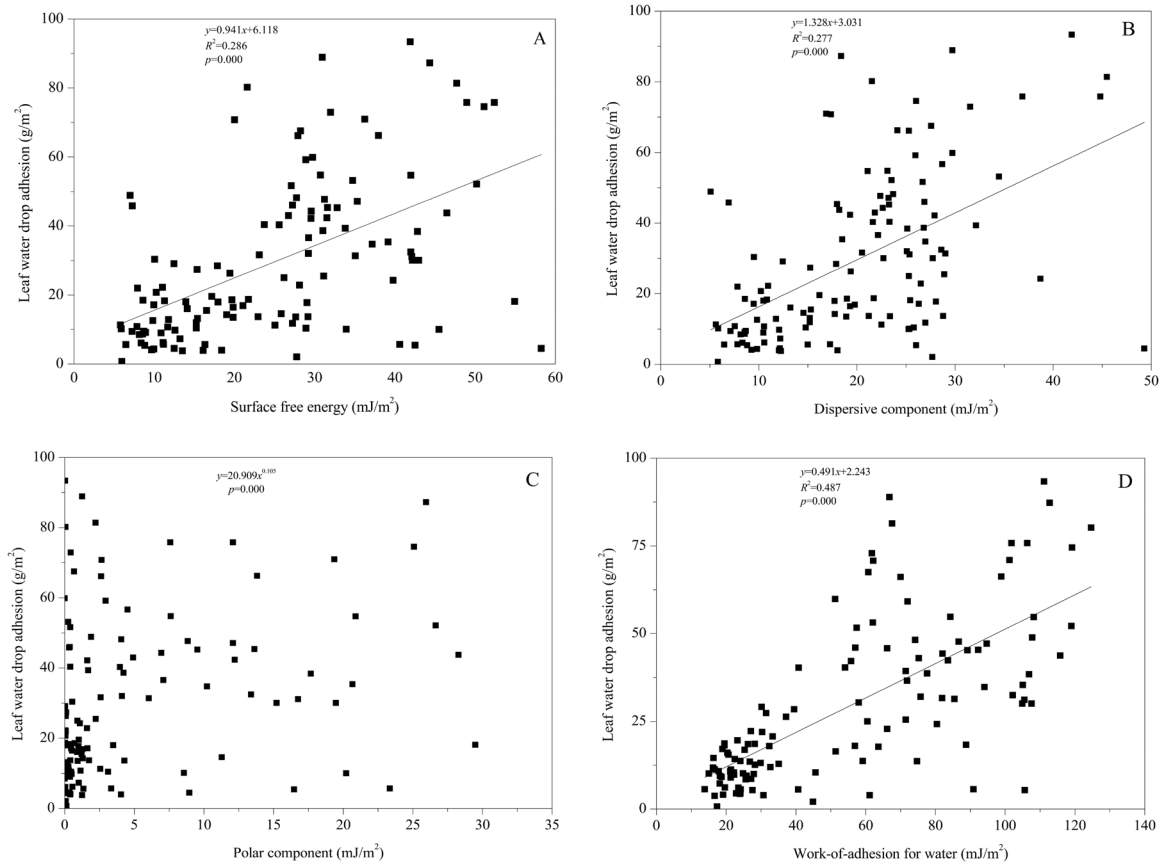 y=0.941x+6.118
R²=0.286
p=0.000
A
100
80
60
40
20
0
Leaf water drop adhesion (g/m²)
0
10
20
30
40
50
60
Surface free energy (mJ/m²)
y=1.328x+3.031
R²=0.277
p=0.000
B
100
80
60
40
20
0
Leaf water drop adhesion (g/m²)
0
10
20
30
40
50
Dispersive component (mJ/m²)
y=20.909x^0.105
p=0.000
C
100
80
60
40
20
0
Leaf water drop adhesion (g/m²)
0
5
10
15
20
25
30
35
Polar component (mJ/m²)
y=0.491x+2.243
R²=0.487
p=0.000
D
100
75
50
25
0
Leaf water drop adhesion (g/m²)
0
20
40
60
80
100
120
140
Work-of-adhesion for water (mJ/m²)